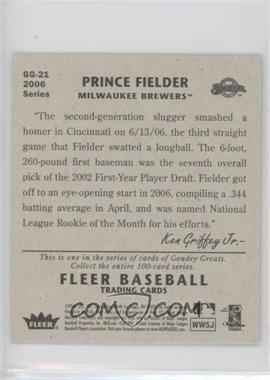 GG-21
2006
Series
PRINCE FIELDER
MILWAUKEE BREWERS™
"The second-generation slugger smashed a
homer in Cincinnati on 6/13/06, the third straight
game that Fielder swatted a longball. The 6-foot,
260-pound first baseman was the seventh overall
pick of the 2002 First-Year Player Draft. Fielder got
off to an eye-opening start in 2006, compiling a .344
batting average in April, and was named National
League Rookie of the Month for his efforts."
Ken Griffey Jr.-
This is one in the series of cards of Goudey Greats.
Collect the entire 100-card series.
FLEER BASEBALL
TRADING CARDS
FLEER
WW5J
COMC.COM